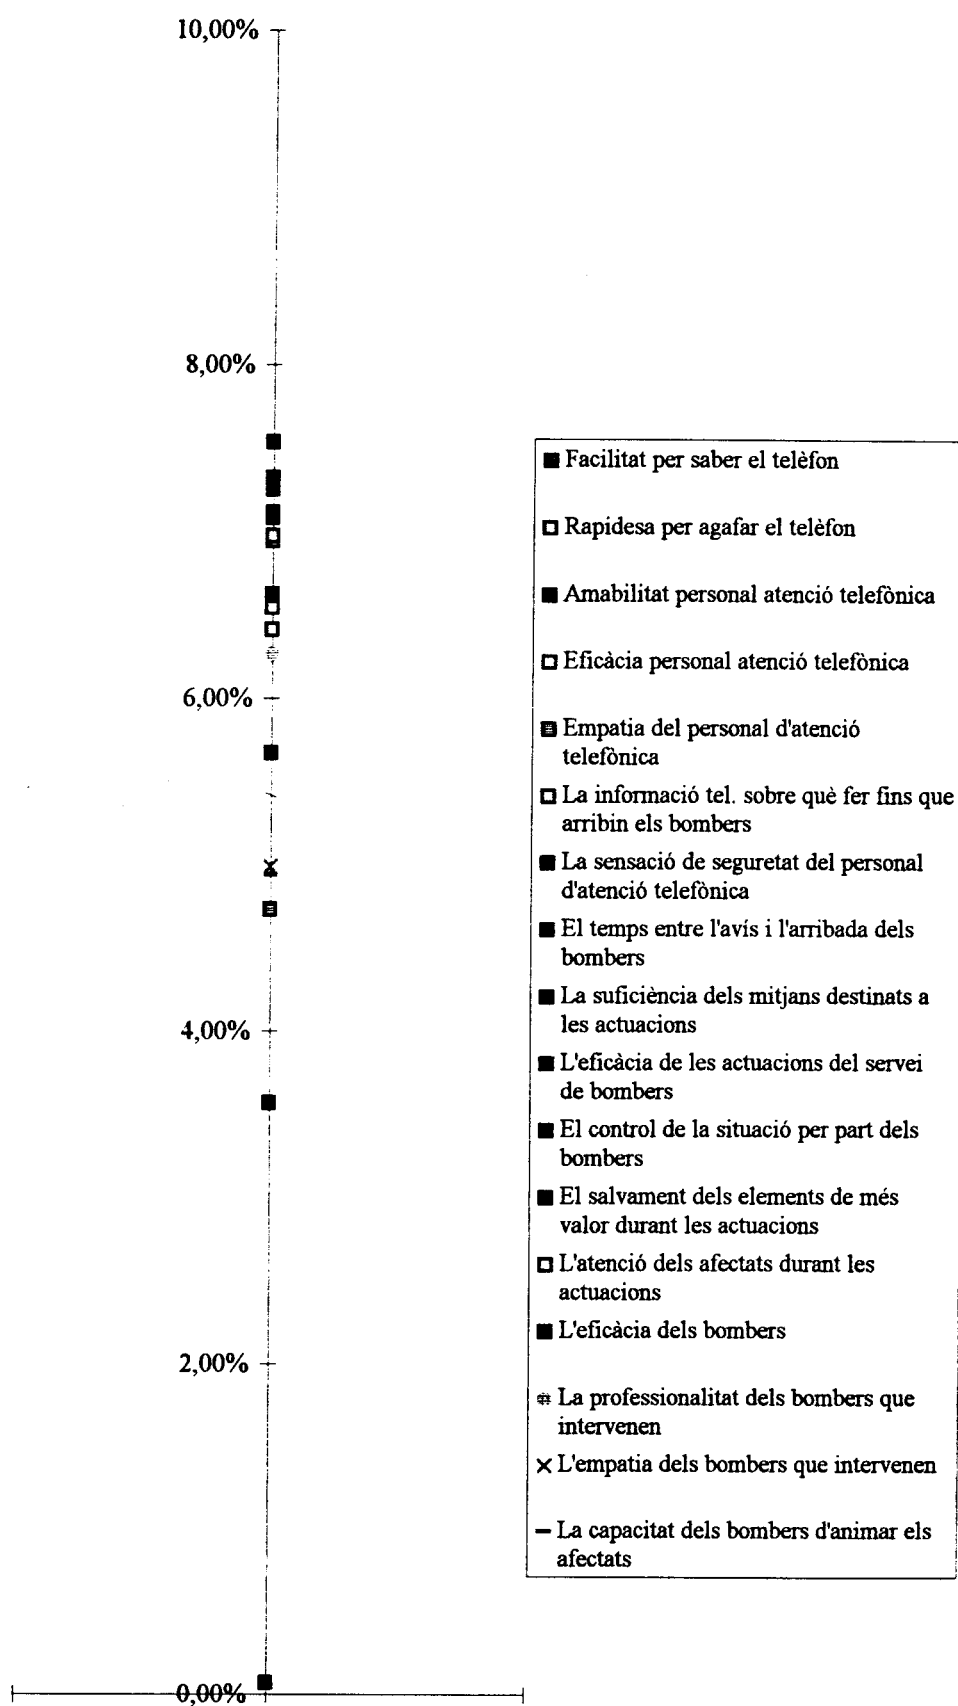 10,00%
8,00%
6,00%
4,00%
2,00%
0,00%
Facilitat per saber el telèfon
Rapidesa per agafar el telèfon
Amabilitat personal atenció telefònica
Eficàcia personal atenció telefònica
Empatia del personal d'atenció
telefònica
La informació tel. sobre què fer fins que
arribin els bombers
La sensació de seguretat del personal
d'atenció telefònica
El temps entre l'avís i l'arribada dels
bombers
La suficiència dels mitjans destinats a
les actuacions
L'eficàcia de les actuacions del servei
de bombers
El control de la situació per part dels
bombers
El salvament dels elements de més
valor durant les actuacions
L'atenció dels afectats durant les
actuacions
L'eficàcia dels bombers
La professionalitat dels bombers que
intervenen
L'empatia dels bombers que intervenen
La capacitat dels bombers d'animar els
afectats